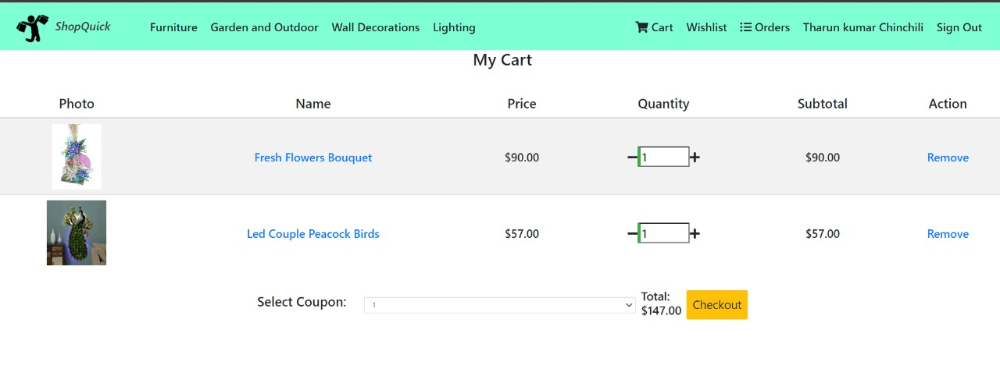 ShopQuick Furniture Garden and Outdoor Wall Decorations Lighting Cart Wishlist Orders Tharun kumar Chinchili Sign Out
My Cart
Photo Name Price Quantity Subtotal Action
Fresh Flowers Bouquet $90.00 1 $90.00 Remove
Led Couple Peacock Birds $57.00 1 $57.00 Remove
Select Coupon: 1 Total:
$147.00 Checkout